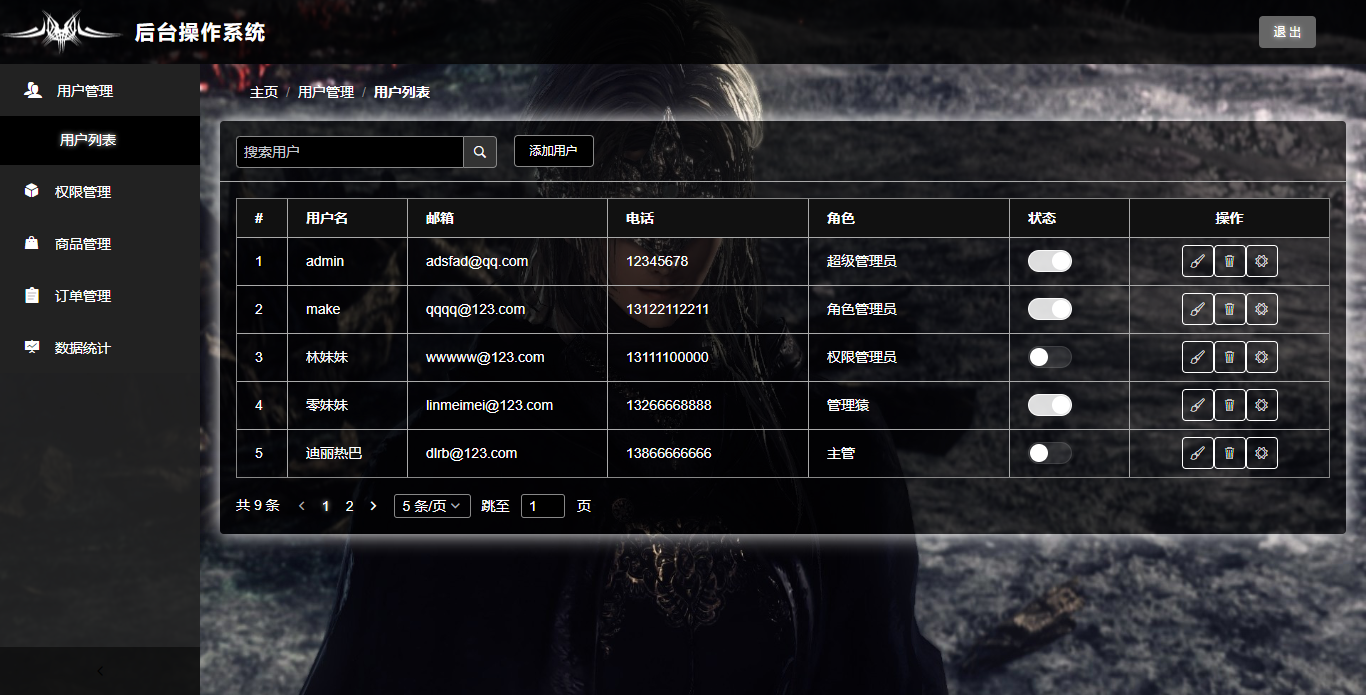 后台操作系统
退 出
用户管理
用户列表
权限管理
商品管理
订单管理
数据统计
主页 / 用户管理 / 用户列表
搜索用户 添加用户
# 用户名 邮箱 电话 角色 状态 操作
1 admin adsfad@qq.com 12345678 超级管理员
2 make qqqq@123.com 13122112211 角色管理员
3 林妹妹 wwwww@123.com 13111100000 权限管理员
4 零妹妹 linmeimei@123.com 13266668888 管理猿
5 迪丽热巴 dlrb@123.com 13866666666 主管
共 9 条 1 2 5 条/页 跳至 1 页